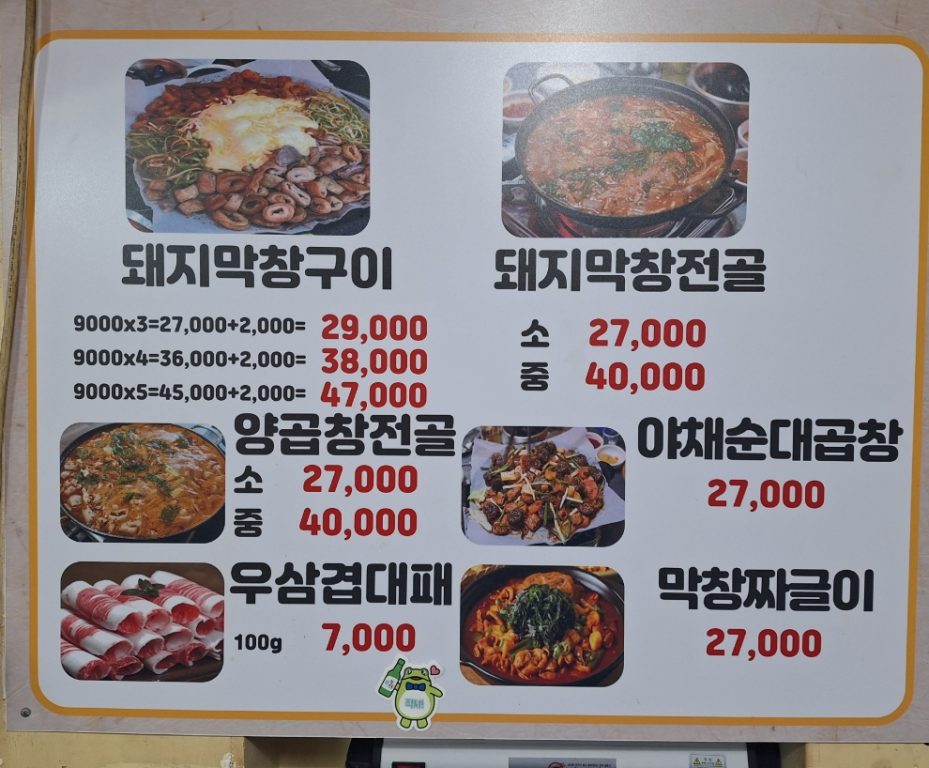 돼지막창구이
9000x3=27,000+2,000= 29,000
9000x4=36,000+2,000= 38,000
9000x5=45,000+2,000= 47,000
돼지막창전골
소 27,000
중 40,000
양곱창전골
소 27,000
중 40,000
야채순대곱창
27,000
우삼겹대패
100g 7,000
막창짜글이
27,000